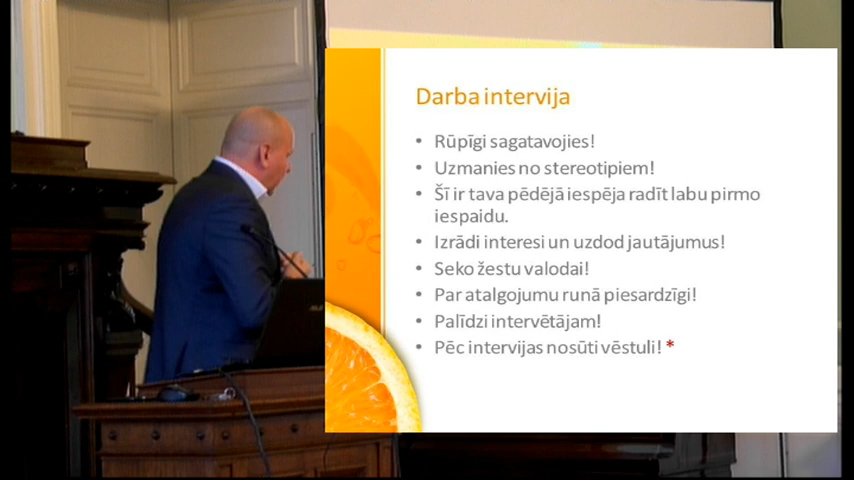 Darba intervija
• Rūpīgi sagatavojies!
• Uzmanies no stereotipiem!
• Šī ir tava pēdējā iespēja radīt labu pirmo
iespaidu.
• Izrādi interesi un uzdod jautājumus!
• Seko žestu valodai!
• Par atalgojumu runā piesardzīgi!
• Palīdzi intervētājam!
• Pēc intervijas nosūti vēstuli! *